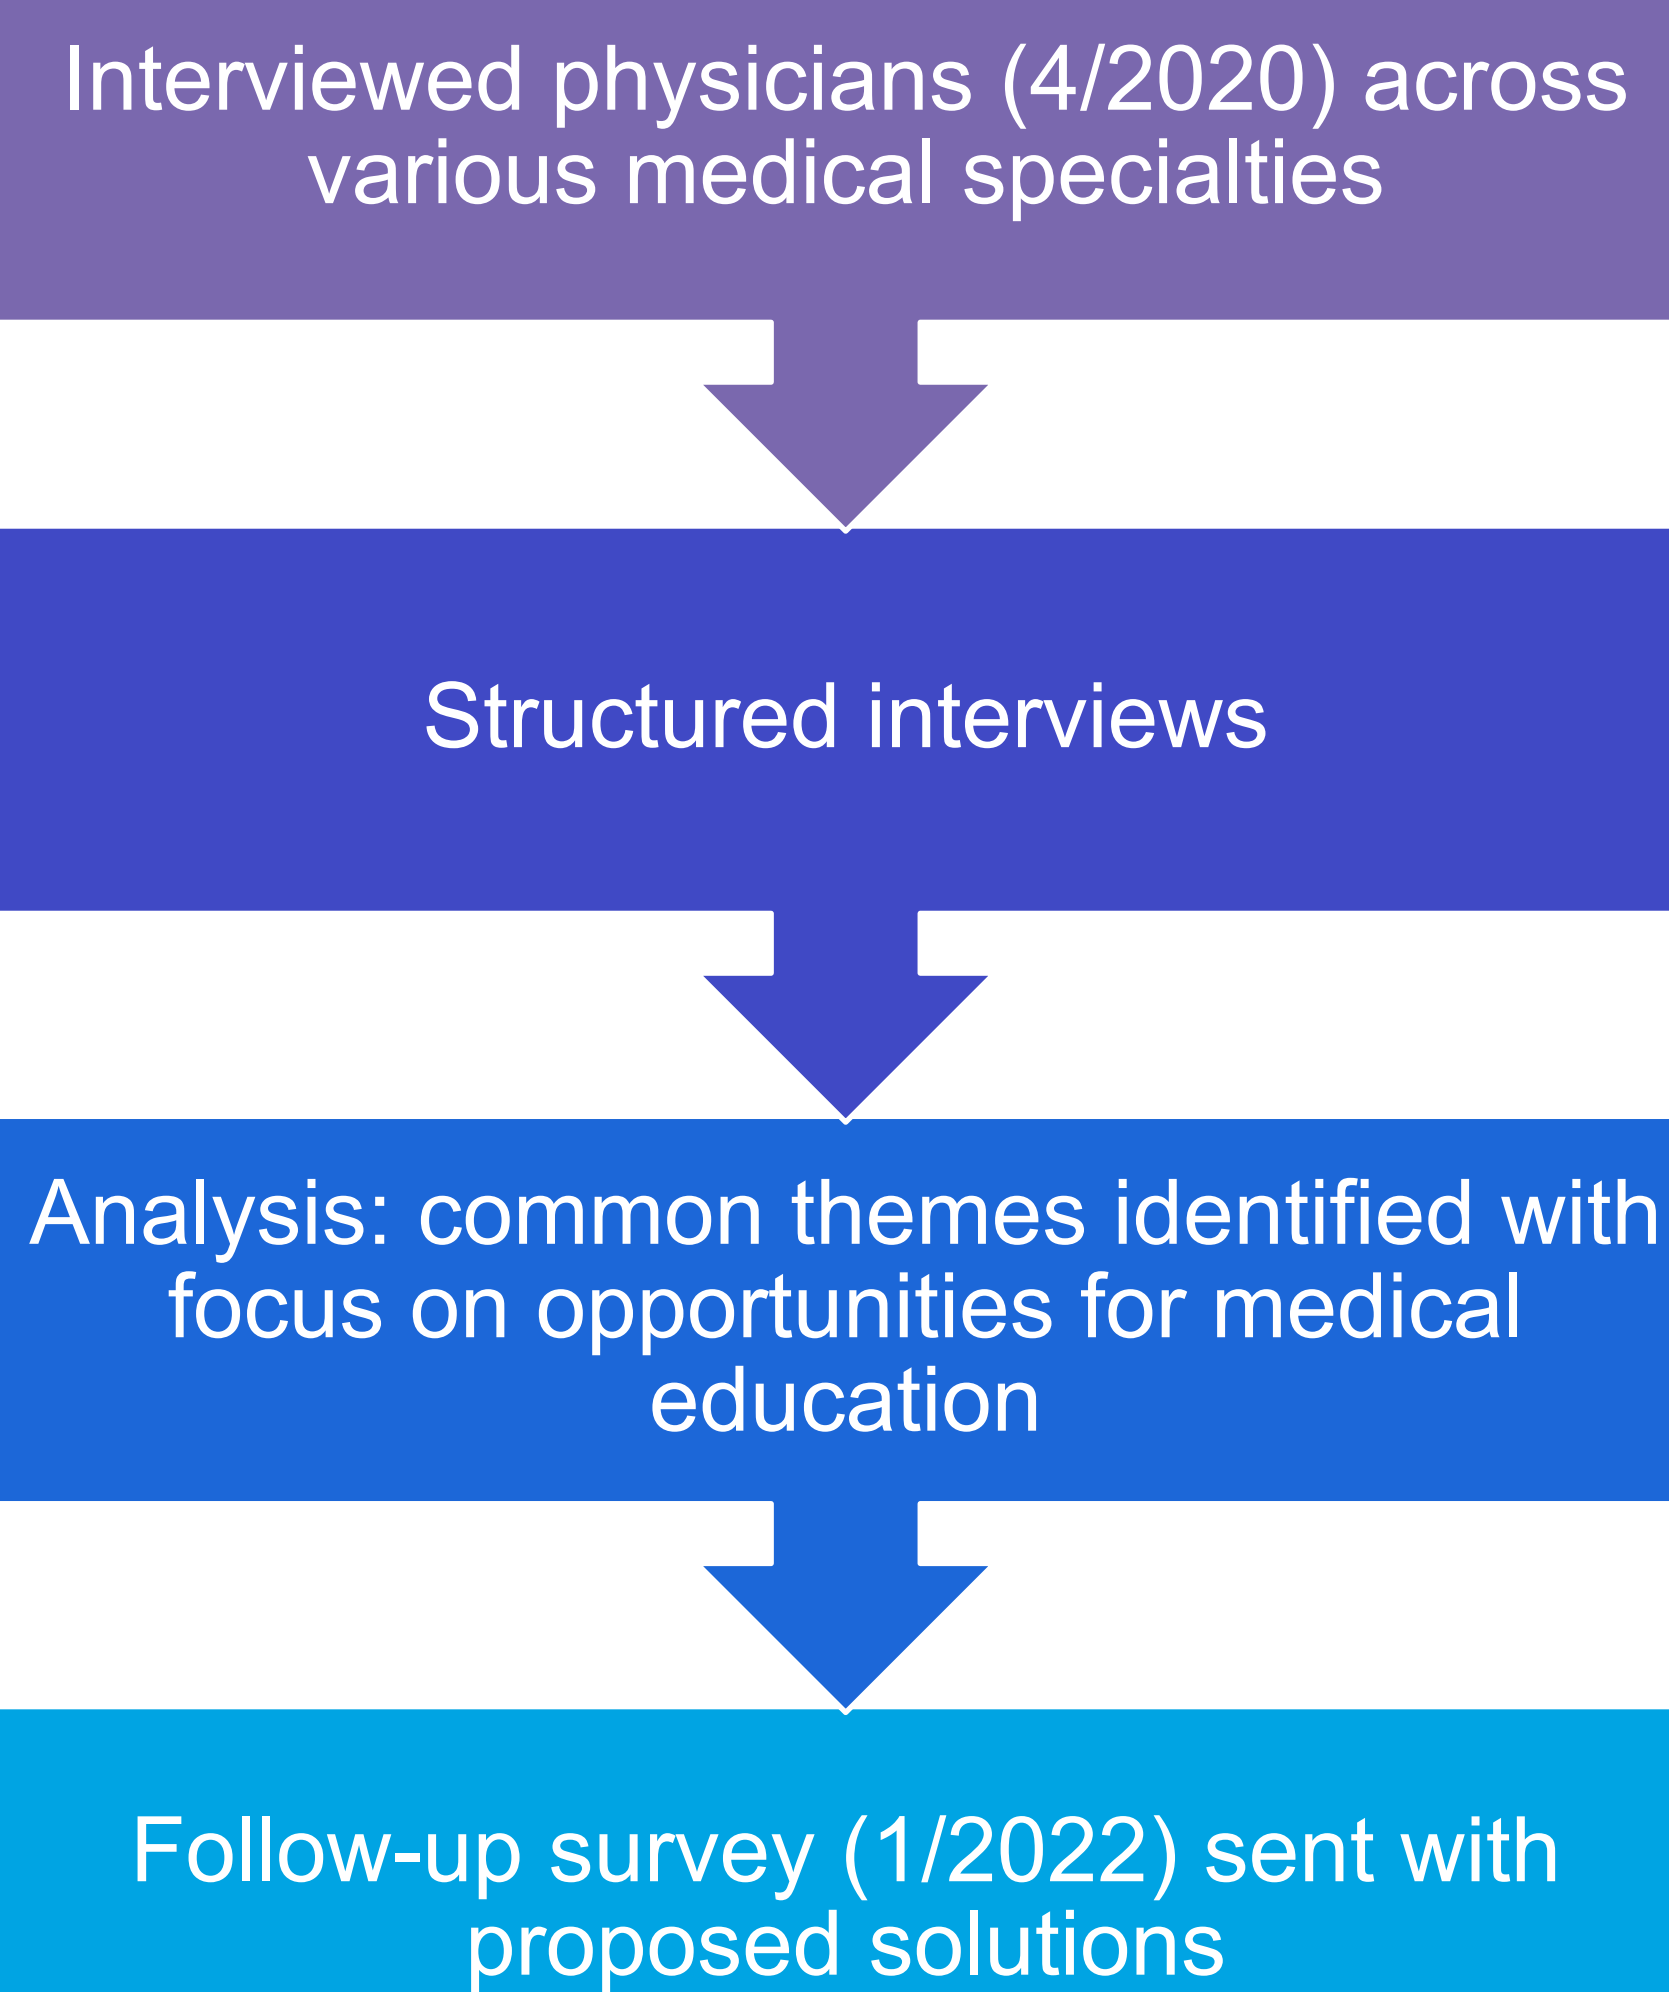 Interviewed physicians (4/2020) across
various medical specialties
Structured interviews
Analysis: common themes identified with
focus on opportunities for medical
education
Follow-up survey (1/2022) sent with
proposed solutions